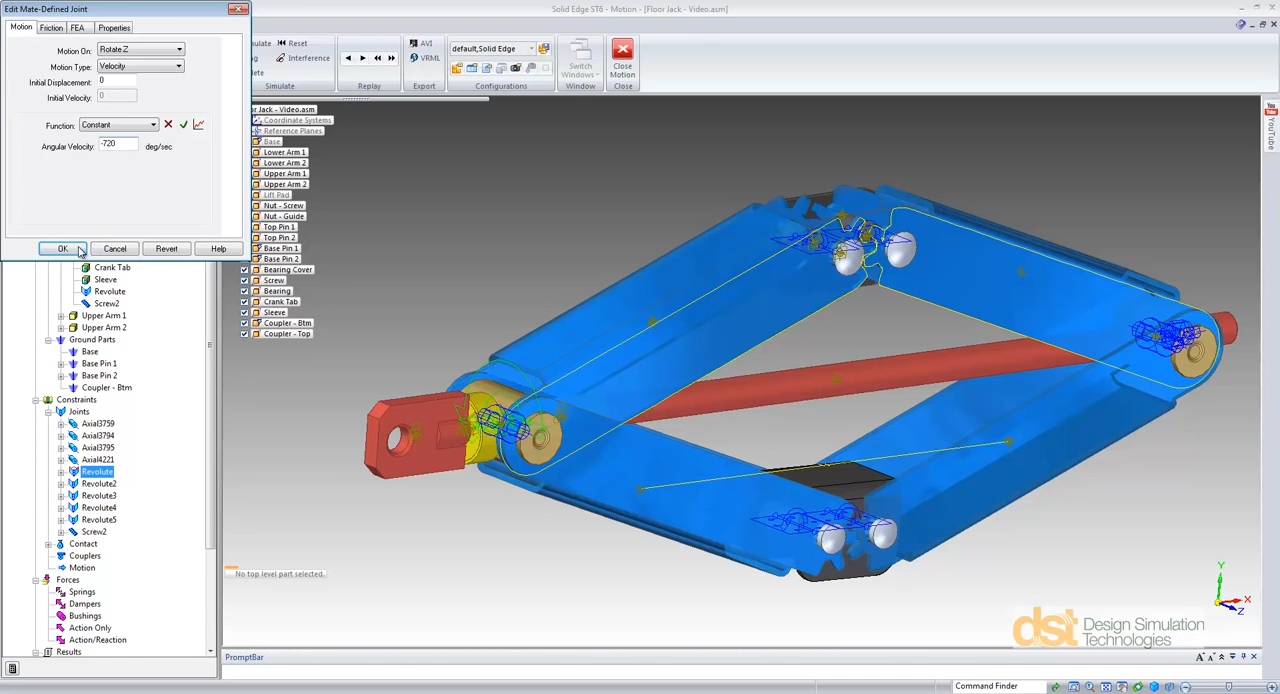 Edit Mate-Defined Joint
Solid Edge ST6 - Motion - [Floor Jack - Video.asm]
Motion Friction FEA Properties
Motion On: Rotate Z
Motion Type: Velocity
Initial Displacement: 0
Initial Velocity: 0
Function: Constant
Angular Velocity: -720 deg/sec
OK Cancel Revert Help
Reset
Interference
Simulate
Replay
AVI
VRML
Export
default,Solid Edge
Configurations
Switch
Windows
Window
Close
Motion
Close
YouTube
or Jack - Video.asm
Coordinate Systems
Reference Planes
Base
Lower Arm 1
Lower Arm 2
Upper Arm 1
Upper Arm 2
Lift Pad
Nut - Screw
Nut - Guide
Top Pin 1
Top Pin 2
Base Pin 1
Base Pin 2
Bearing Cover
Screw
Bearing
Crank Tab
Sleeve
Coupler - Btm
Coupler - Top
Crank Tab
Sleeve
Revolute
Screw2
Upper Arm 1
Upper Arm 2
Ground Parts
Base
Base Pin 1
Base Pin 2
Coupler - Btm
Constraints
Joints
Axial3759
Axial3794
Axial3795
Axial4221
Revolute
Revolute2
Revolute3
Revolute4
Revolute5
Screw2
Contact
Couplers
Motion
Forces
Springs
Dampers
Bushings
Action Only
Action/Reaction
Results
No top level part selected.
Y
X
Z
dst Design Simulation
Technologies
PromptBar
Command Finder